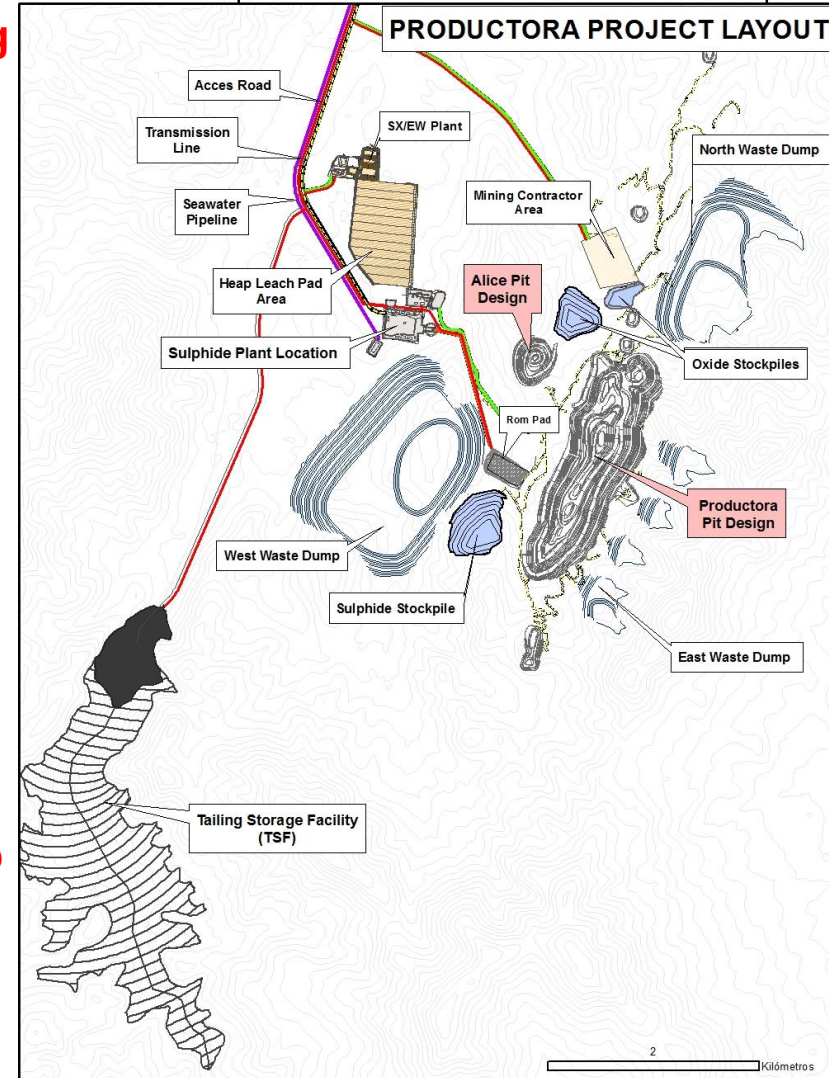 PRODUCTORA PROJECT LAYOUT
Acces Road
SX/EW Plant
Transmission
Line
North Waste Dump
Mining Contractor
Area
Seawater
Pipeline
Alice Pit
Design
Heap Leach Pad
Area
Sulphide Plant Location
Oxide Stockpiles
Rom Pad
Productora
Pit Design
West Waste Dump
Sulphide Stockpile
East Waste Dump
Tailing Storage Facility
(TSF)
2
Kilómetros